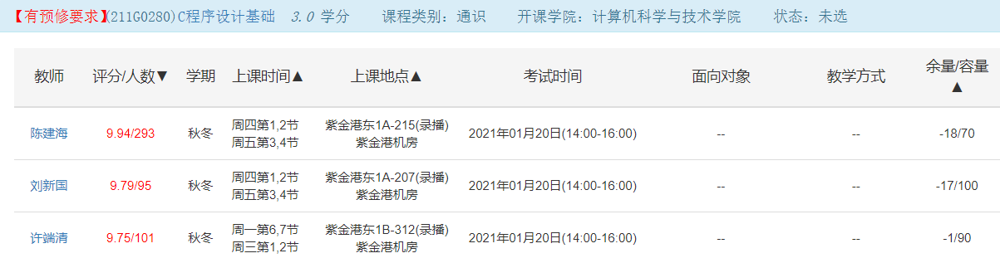 【有预修要求】(211G0280)C程序设计基础 3.0 学分 课程类别：通识 开课学院：计算机科学与技术学院 状态：未选
教师 评分/人数▼ 学期 上课时间▲ 上课地点▲ 考试时间 面向对象 教学方式 余量/容量▲
陈建海 9.94/293 秋冬 周四第1,2节 紫金港东1A-215(录播) 2021年01月20日(14:00-16:00) -- -- -18/70
周五第3,4节 紫金港机房
刘新国 9.79/95 秋冬 周四第1,2节 紫金港东1A-207(录播) 2021年01月20日(14:00-16:00) -- -- -17/100
周五第3,4节 紫金港机房
许端清 9.75/101 秋冬 周一第6,7节 紫金港东1B-312(录播) 2021年01月20日(14:00-16:00) -- -- -1/90
周三第1,2节 紫金港机房